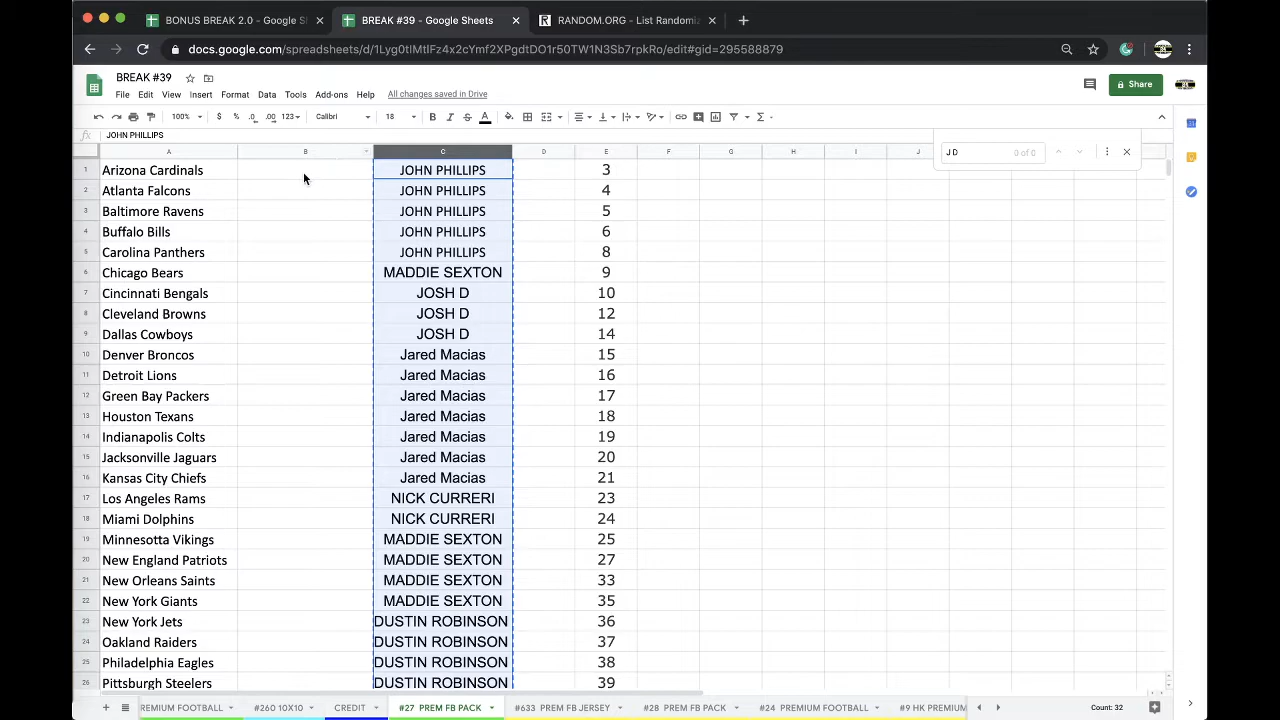 BONUS BREAK 2.0 - Google S
BREAK #39 - Google Sheets
RANDOM.ORG - List Randomiz
docs.google.com/spreadsheets/d/1Lyg0tIMtIFz4x2cYmf2XPgdtDO1r50TW1N3Sb7rpkRo/edit#gid=295588879
BREAK #39
File Edit View Insert Format Data Tools Add-ons Help All changes saved in Drive
Share
100% $ % .0 .00 123 Calibri 18
JOHN PHILLIPS
A B C D E F G H I J
J D 0 of 0
1 Arizona Cardinals JOHN PHILLIPS 3
2 Atlanta Falcons JOHN PHILLIPS 4
3 Baltimore Ravens JOHN PHILLIPS 5
4 Buffalo Bills JOHN PHILLIPS 6
5 Carolina Panthers JOHN PHILLIPS 8
6 Chicago Bears MADDIE SEXTON 9
7 Cincinnati Bengals JOSH D 10
8 Cleveland Browns JOSH D 12
9 Dallas Cowboys JOSH D 14
10 Denver Broncos Jared Macias 15
11 Detroit Lions Jared Macias 16
12 Green Bay Packers Jared Macias 17
13 Houston Texans Jared Macias 18
14 Indianapolis Colts Jared Macias 19
15 Jacksonville Jaguars Jared Macias 20
16 Kansas City Chiefs Jared Macias 21
17 Los Angeles Rams NICK CURRERI 23
18 Miami Dolphins NICK CURRERI 24
19 Minnesotta Vikings MADDIE SEXTON 25
20 New England Patriots MADDIE SEXTON 27
21 New Orleans Saints MADDIE SEXTON 33
22 New York Giants MADDIE SEXTON 35
23 New York Jets DUSTIN ROBINSON 36
24 Oakland Raiders DUSTIN ROBINSON 37
25 Philadelphia Eagles DUSTIN ROBINSON 38
26 Pittsburgh Steelers DUSTIN ROBINSON 39
REMIUM FOOTBALL #260 10X10 CREDIT #27 PREM FB PACK #633 PREM FB JERSEY #28 PREM FB PACK #24 PREMIUM FOOTBALL #9 HK PREMIUM Count: 32